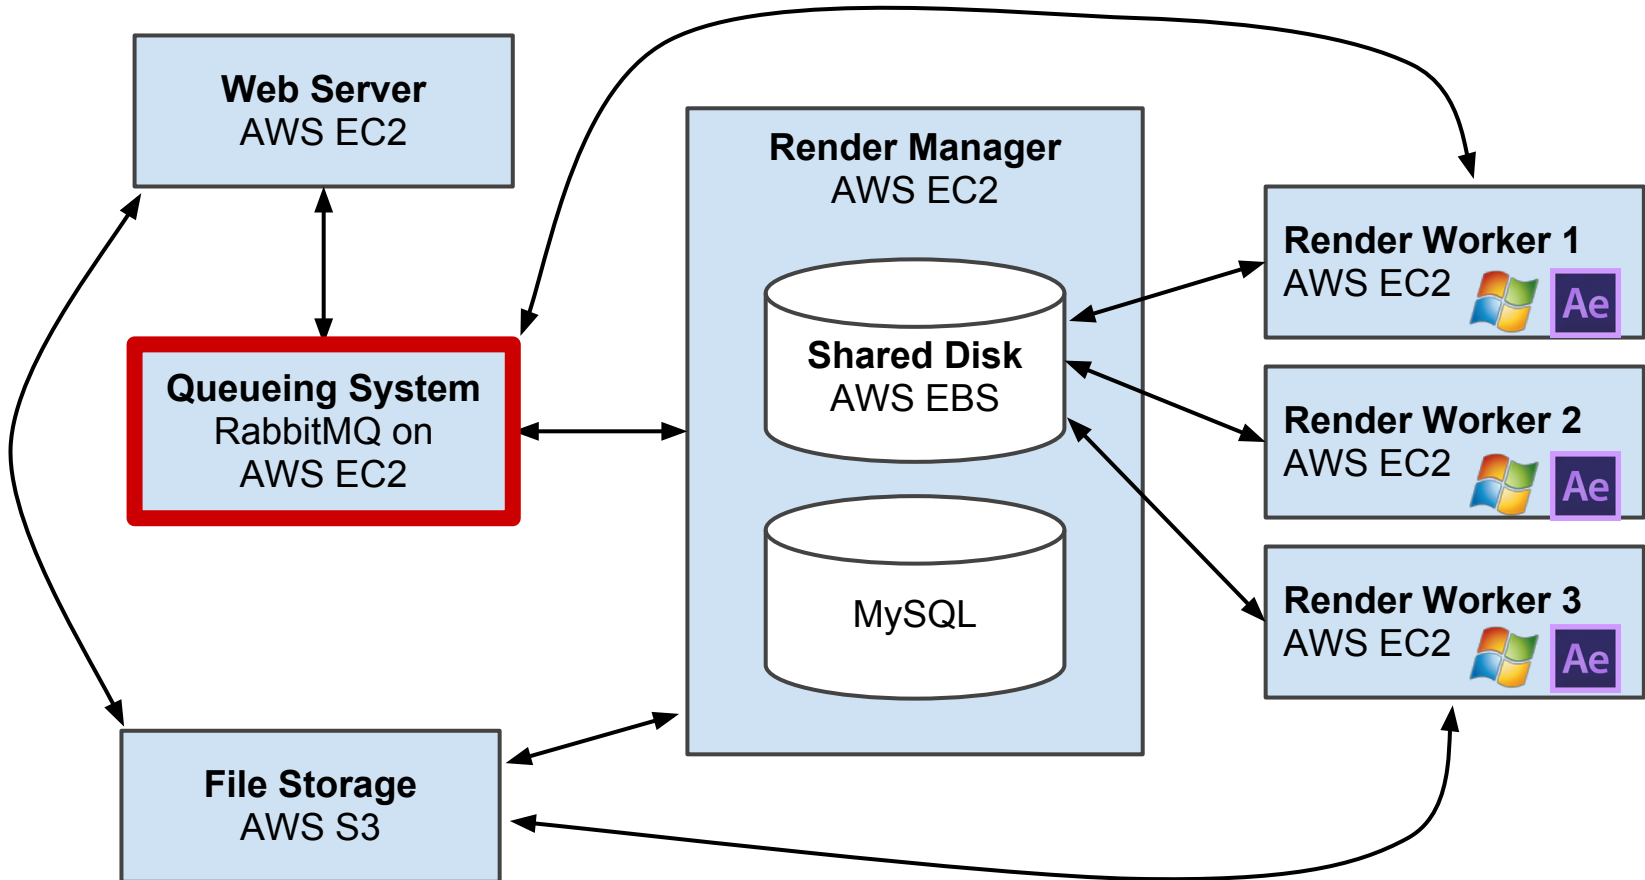 Web Server
AWS EC2
Queueing System
RabbitMQ on
AWS EC2
File Storage
AWS S3
Render Manager
AWS EC2
Shared Disk
AWS EBS
MySQL
Render Worker 1
AWS EC2
Ae
Render Worker 2
AWS EC2
Ae
Render Worker 3
AWS EC2
Ae